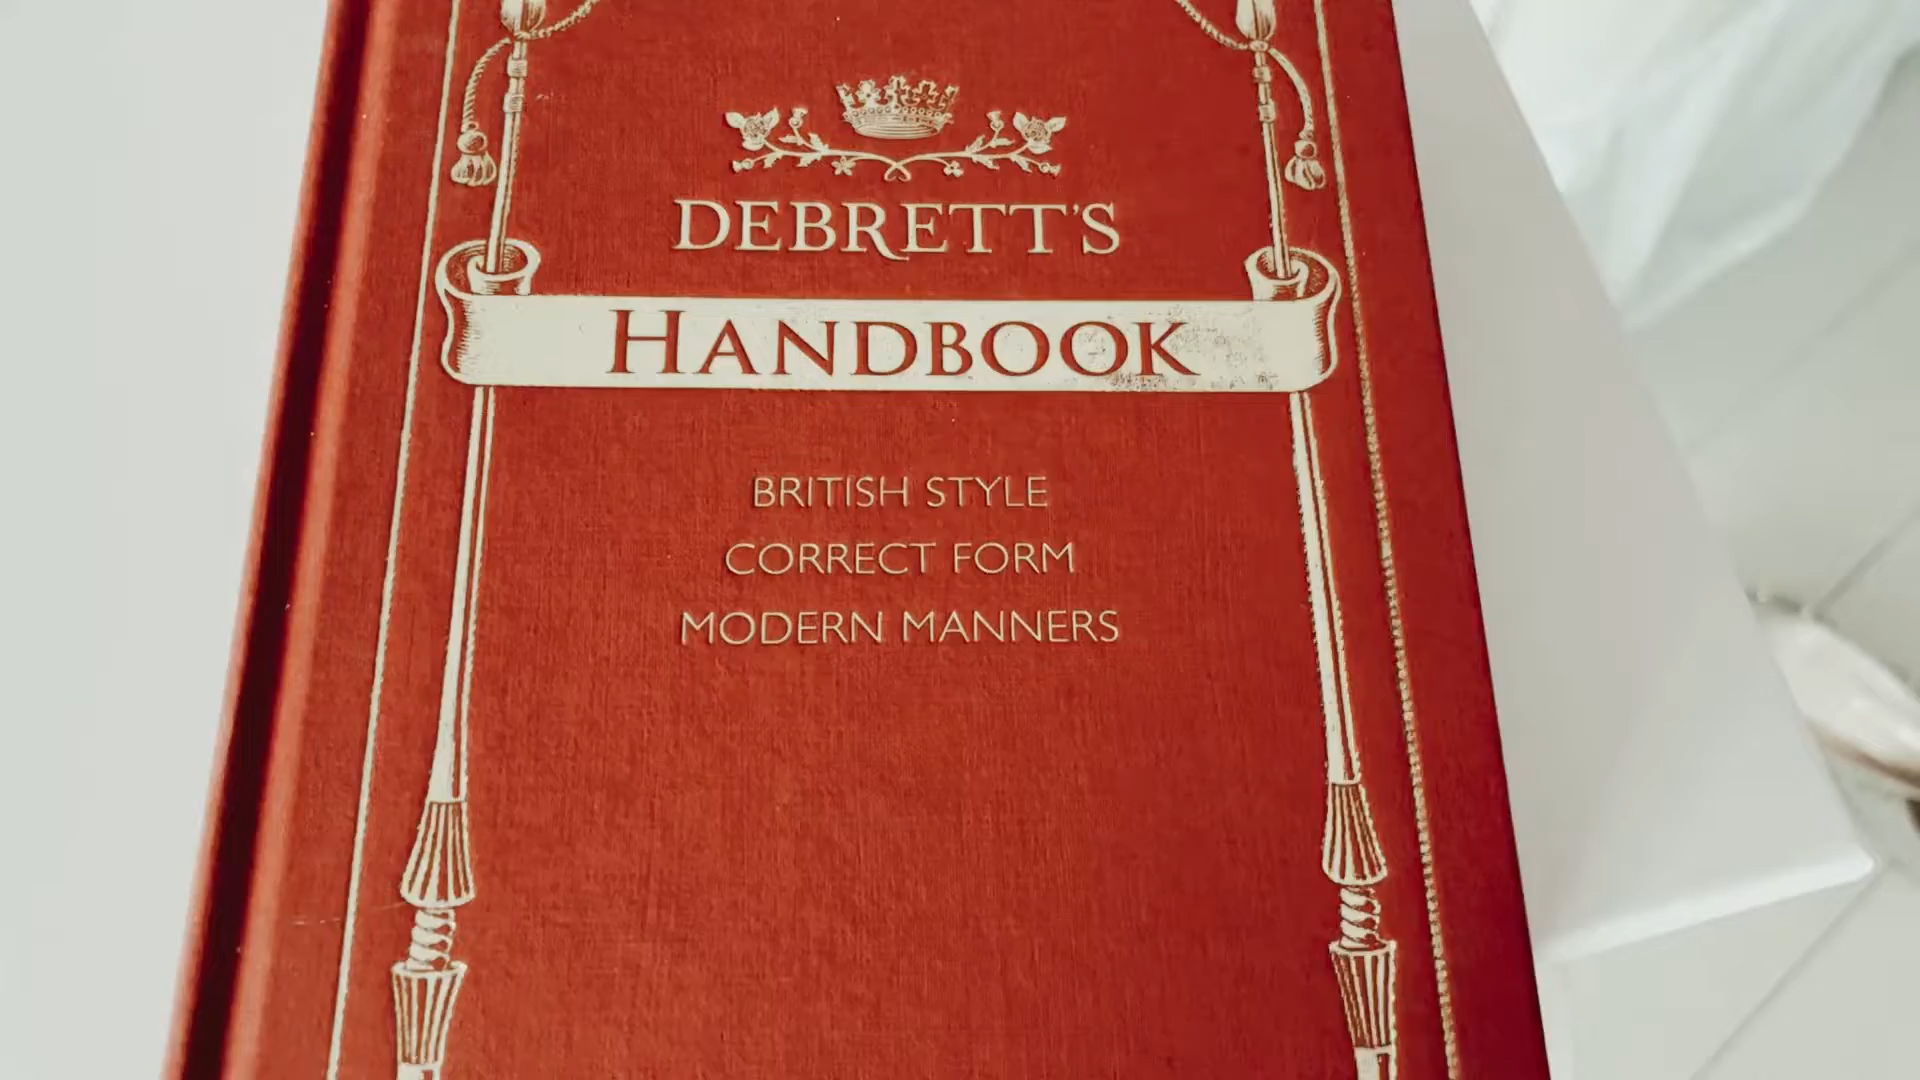 DEBRETT'S
HANDBOOK
BRITISH STYLE
CORRECT FORM
MODERN MANNERS